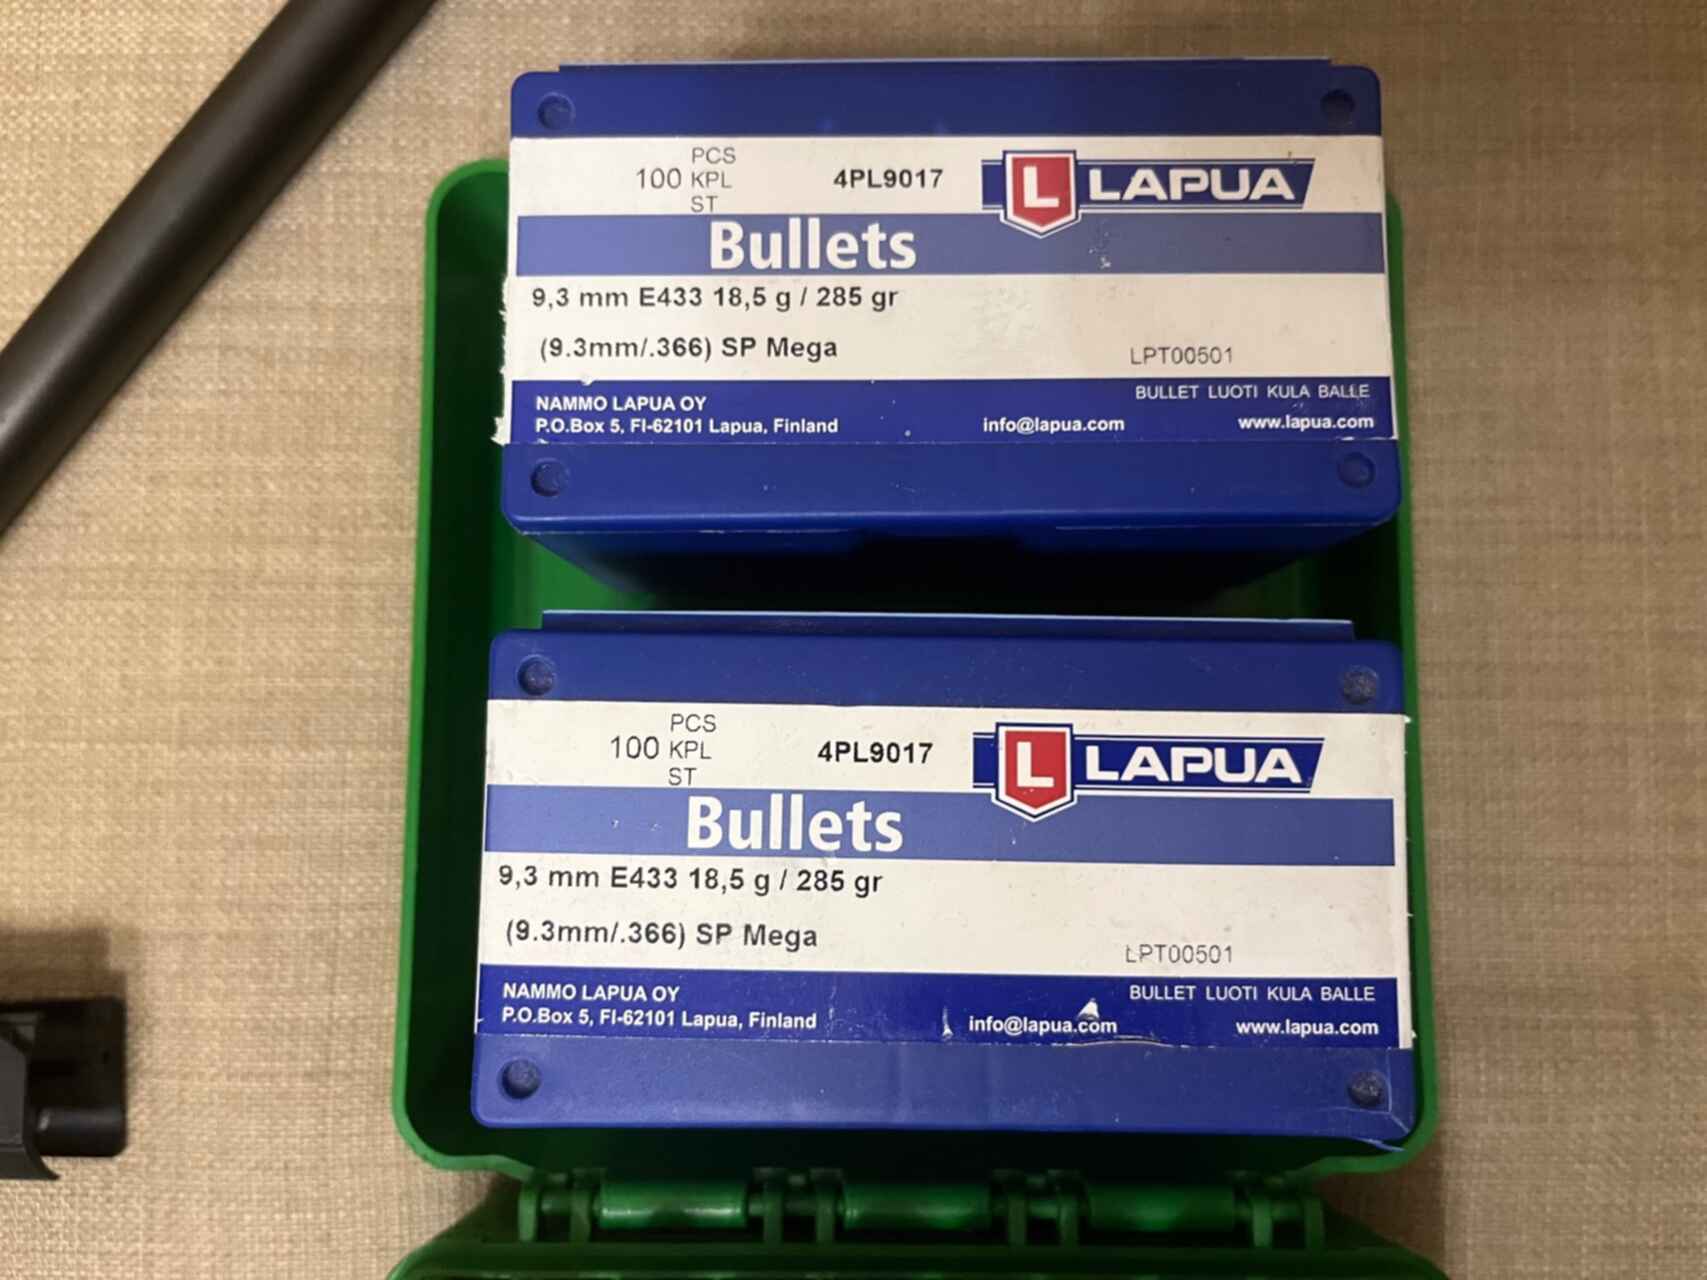 PCS
100 KPL
ST
4PL9017
L LAPUA
Bullets
9,3 mm E433 18,5 g / 285 gr
(9.3mm/.366) SP Mega
LPT00501
BULLET LUOTI KULA BALLE
NAMMO LAPUA OY
P.O.Box 5, FI-62101 Lapua, Finland
info@lapua.com
www.lapua.com
PCS
100 KPL
ST
4PL9017
L LAPUA
Bullets
9,3 mm E433 18,5 g / 285 gr
(9.3mm/.366) SP Mega
LPT00501
BULLET LUOTI KULA BALLE
NAMMO LAPUA OY
P.O.Box 5, FI-62101 Lapua, Finland
info@lapua.com
www.lapua.com